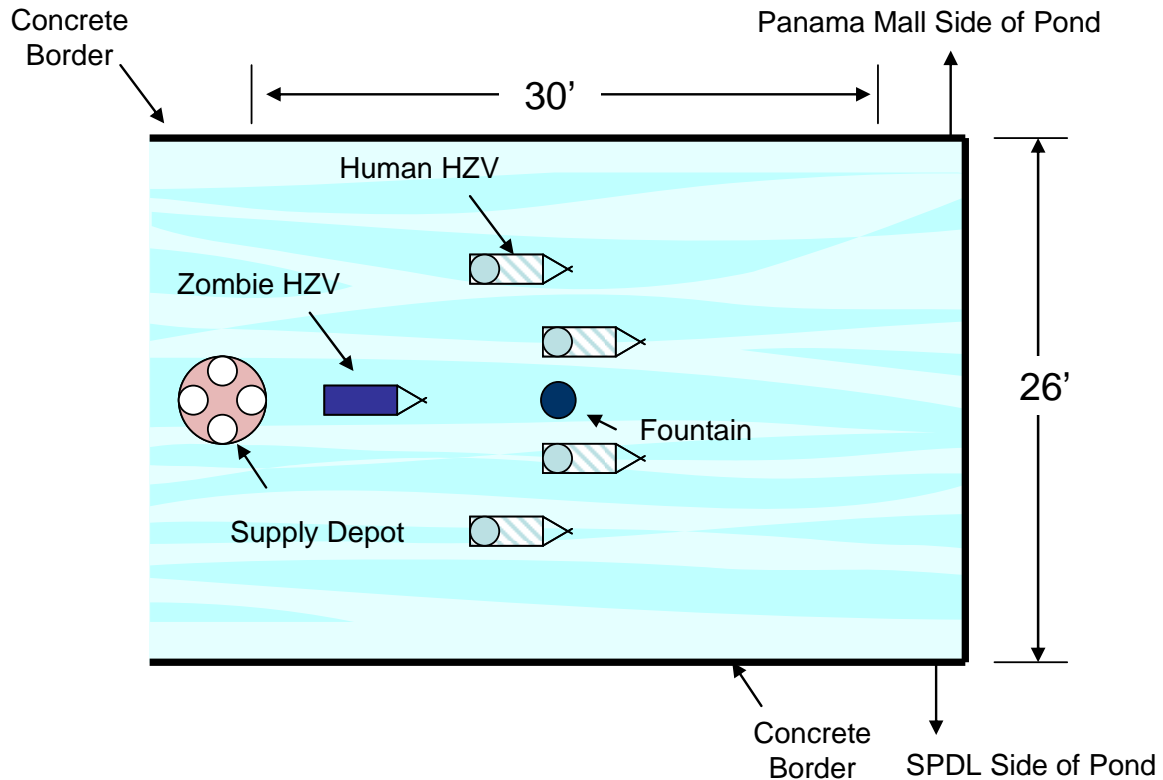 Concrete
Border
Panama Mall Side of Pond
30’
Human HZV
Zombie HZV
26’
Fountain
Supply Depot
Concrete
Border
SPDL Side of Pond